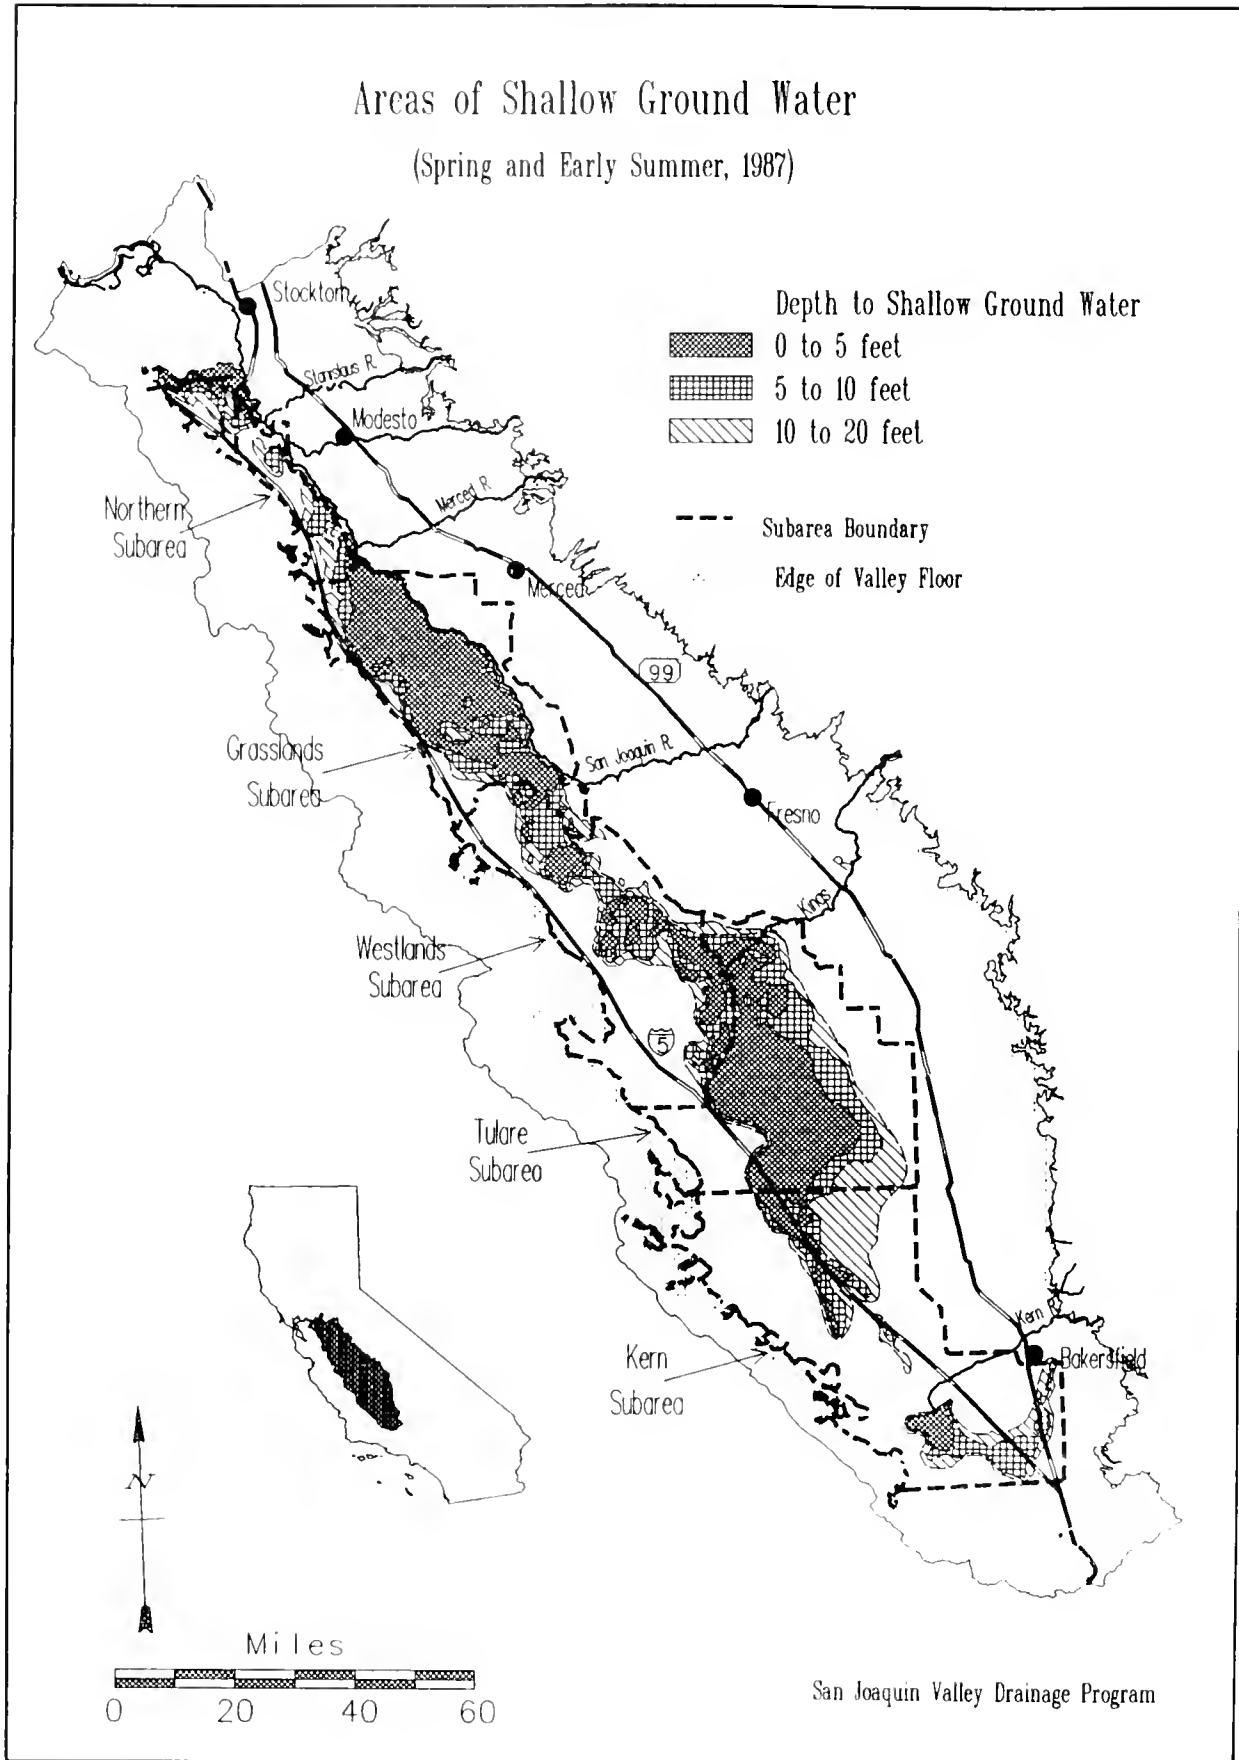 Areas of Shallow Ground Water
(Spring and Early Summer, 1987)
Stockton
Depth to Shallow Ground Water
0 to 5 feet
5 to 10 feet
10 to 20 feet
Stanislaus R.
Modesto
Merced R
Northern
Subarea
Subarea Boundary
Edge of Valley Floor
Merced
99
Grasslands
Subarea
San Joaquin R.
Fresno
Kings R.
Westlands
Subarea
5
Tulare
Subarea
Kern R
Kern
Subarea
Bakersfield
N
Miles
0 20 40 60
San Joaquin Valley Drainage Program